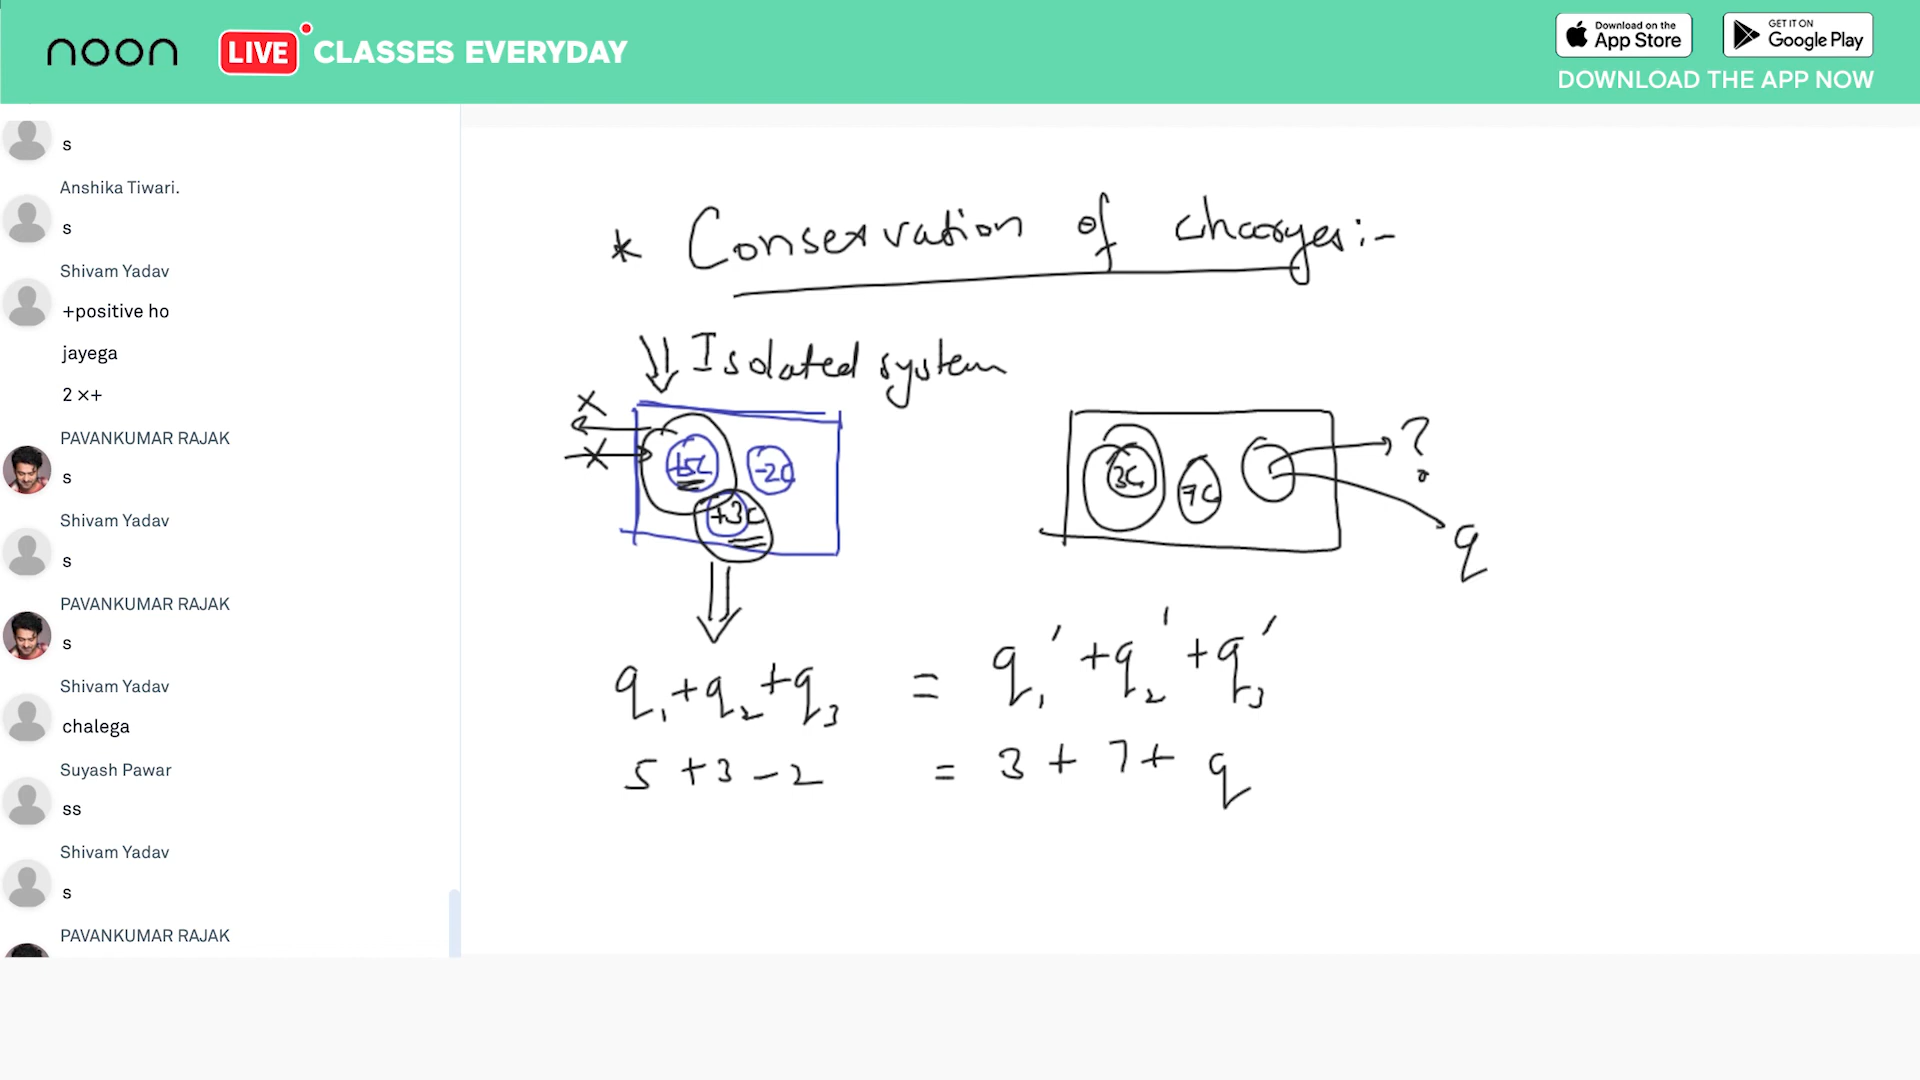 noon LIVE CLASSES EVERYDAY
Download on the App Store
GET IT ON Google Play
DOWNLOAD THE APP NOW
s
Anshika Tiwari.
s
Shivam Yadav
+positive ho
jayega
2 ×+
PAVANKUMAR RAJAK
s
Shivam Yadav
s
PAVANKUMAR RAJAK
s
Shivam Yadav
chalega
Suyash Pawar
ss
Shivam Yadav
s
PAVANKUMAR RAJAK
* Conservation of charges:-
Isolated system
x
x
+5C
-2C
+3C
3C
7C
?
q
q₁+q₂+q₃ = q₁'+q₂'+q₃'
5+3-2 = 3+7+q